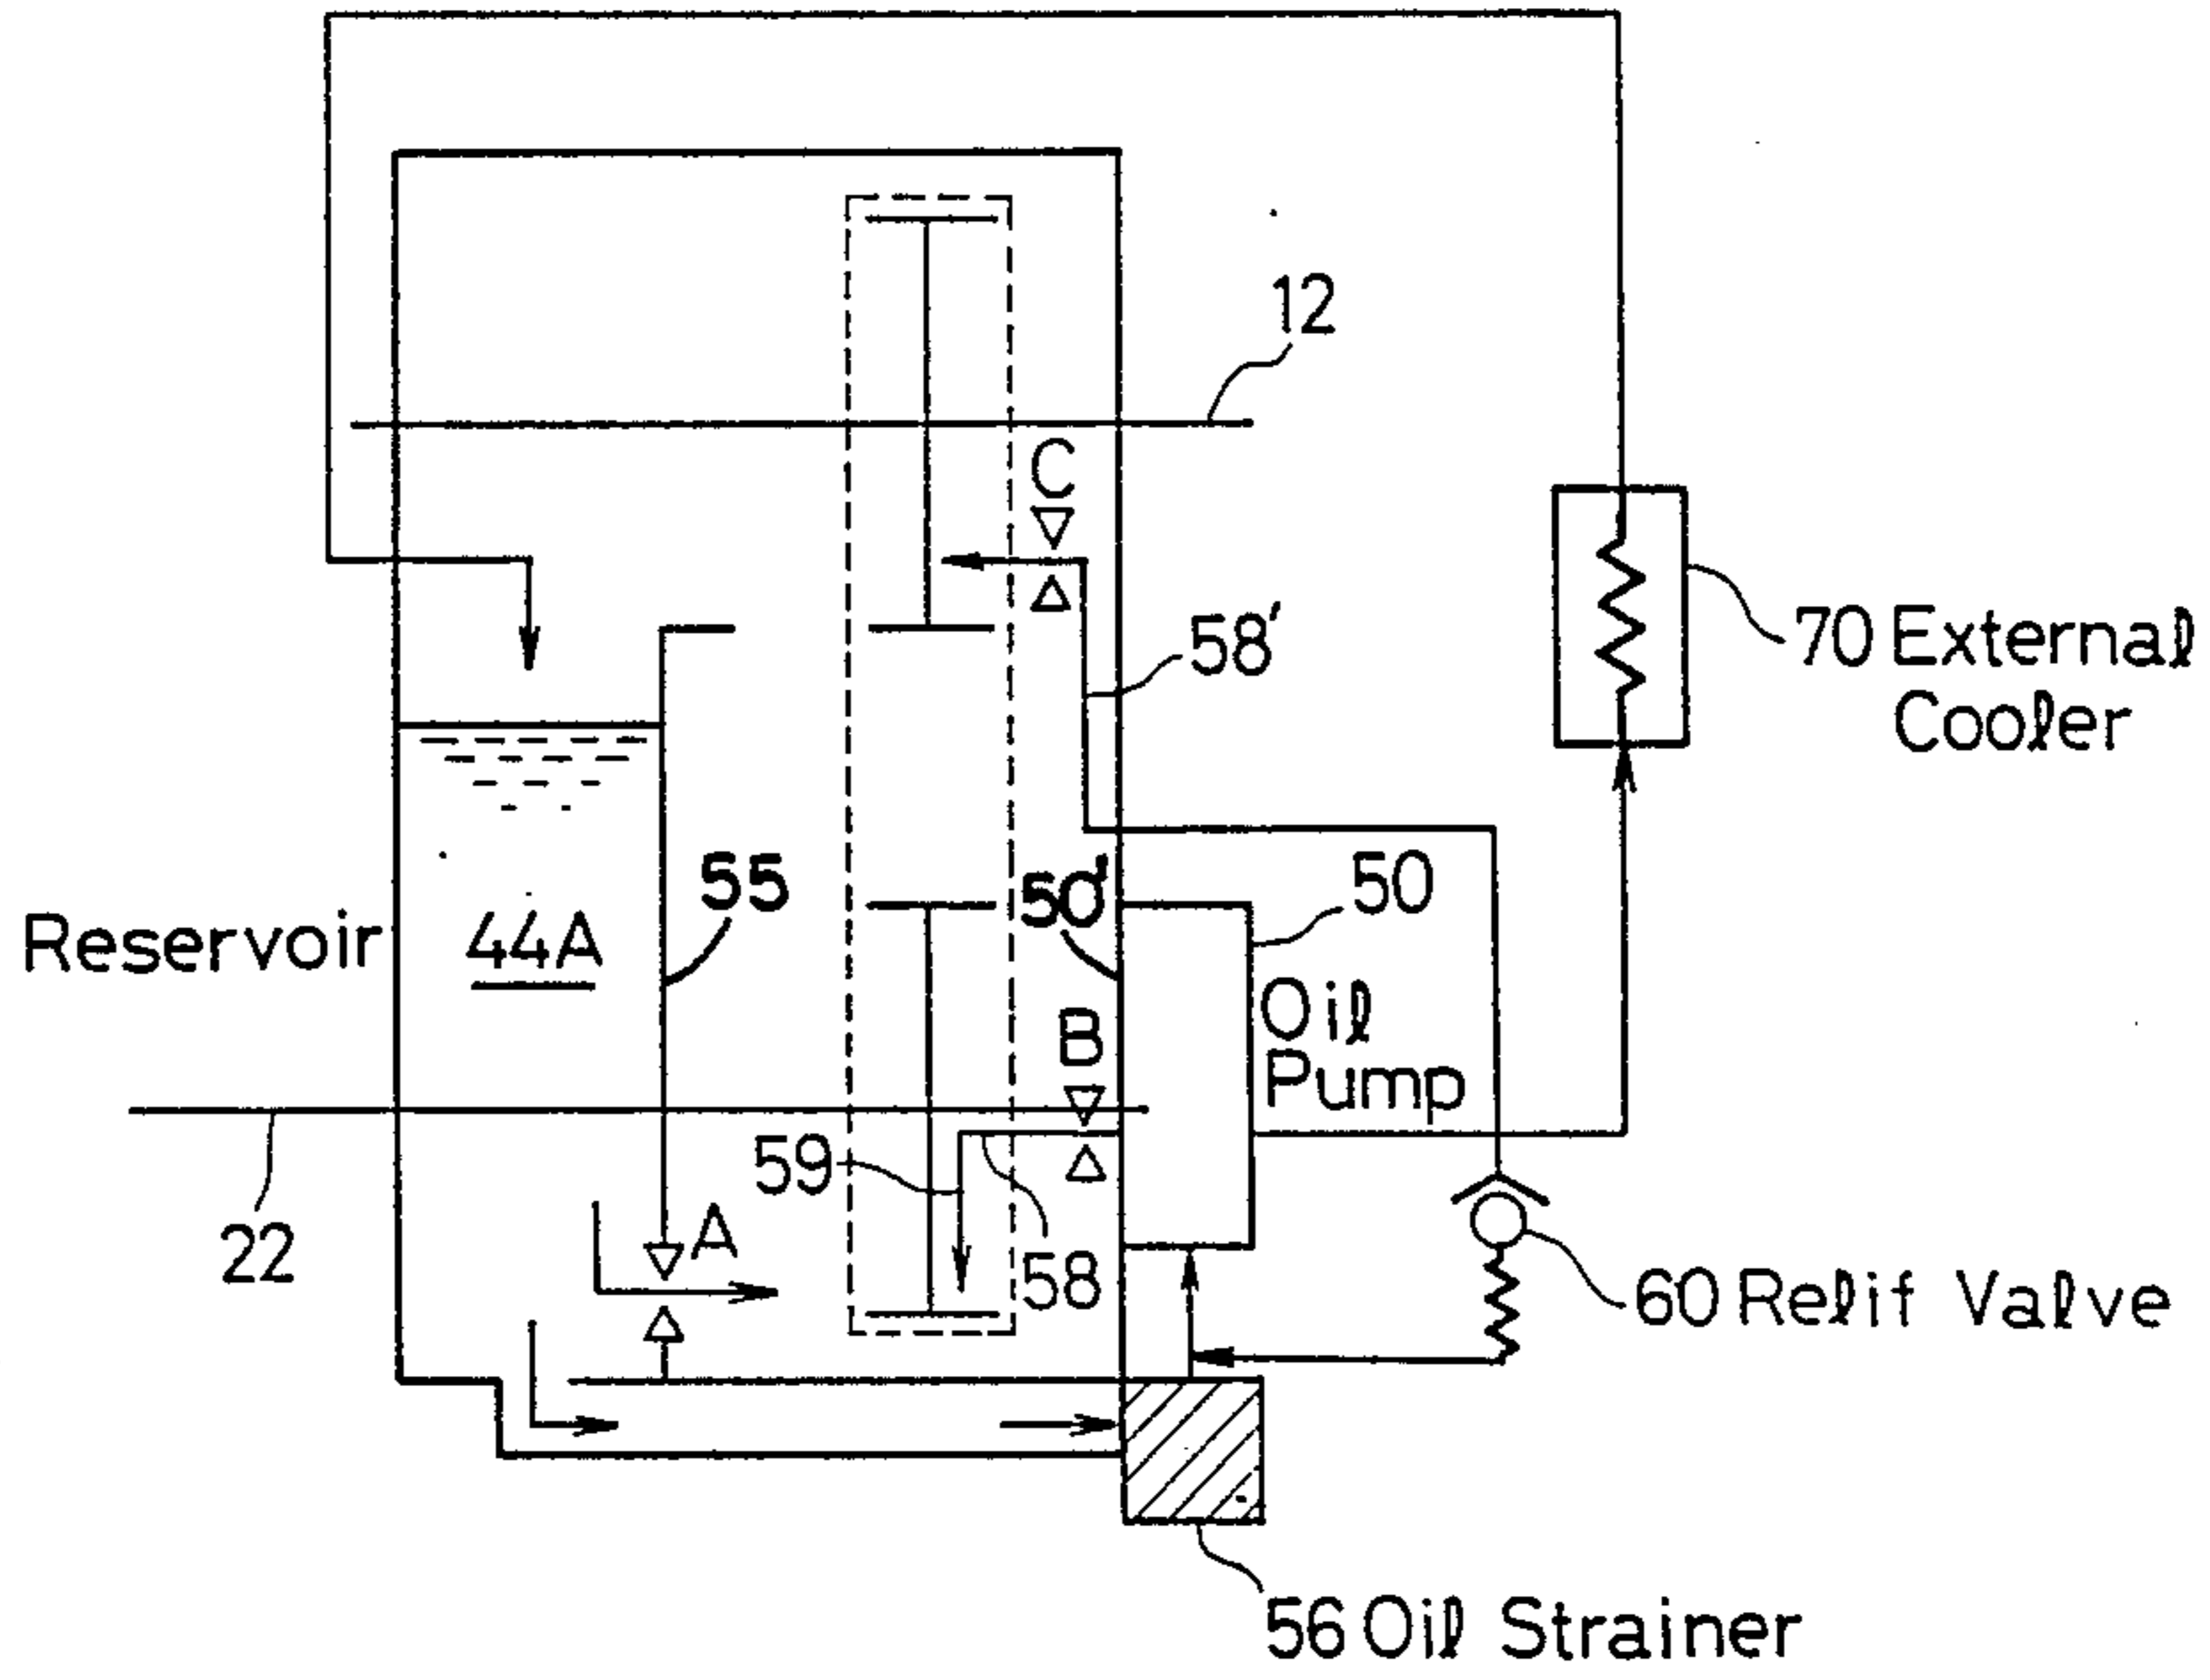 12
C
58'
70 External
Cooler
55
50'
50
Reservoir
44A
Oil
Pump
B
59
A
22
58
60 Relif Valve
56 Oil Strainer